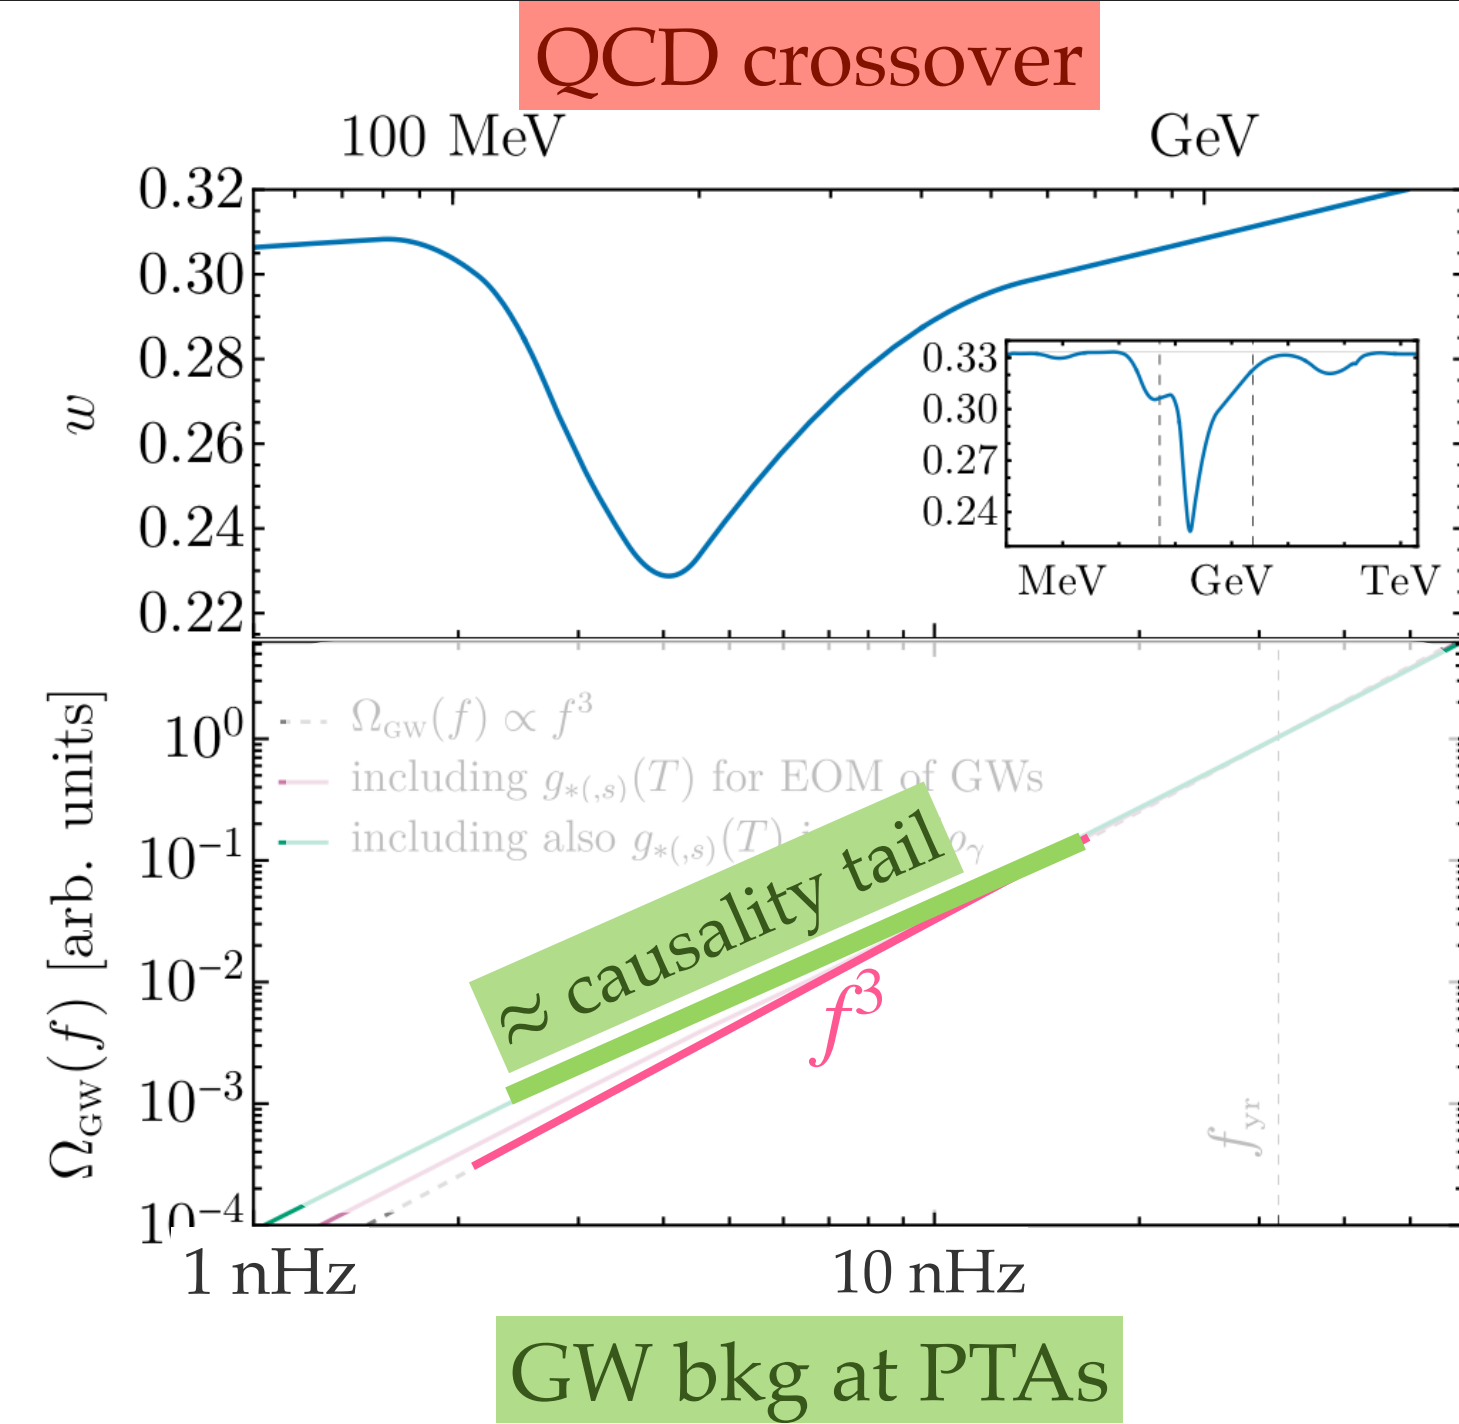 QCD crossover
100 MeV GeV
0.32
0.30
0.28
0.26
0.24
0.22
w
0.33
0.30
0.27
0.24
MeV GeV TeV
Ω_GW(f) [arb. units]
10^0
10^-1
10^-2
10^-3
10^-4
Ω_GW(f) ∝ f^3
including g_*(,s)(T) for EOM of GWs
including also g_*(,s)(T) ρ_γ
≈ causality tail
f^3
f_yr
1 nHz 10 nHz
GW bkg at PTAs